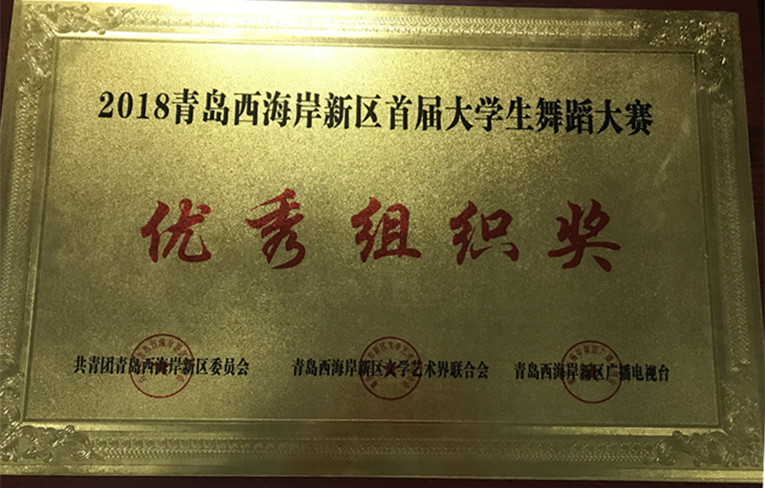 2018青岛西海岸新区首届大学生舞蹈大赛
优秀组织奖
共青团青岛西海岸新区委员会
青岛西海岸新区文学艺术界联合会
青岛西海岸新区广播电视台